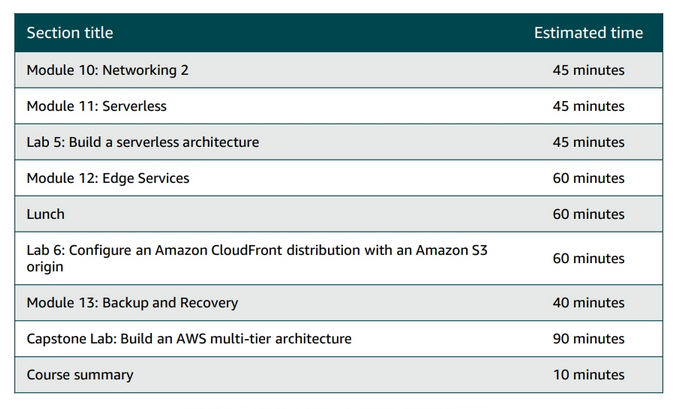 Section title Estimated time
Module 10: Networking 2 45 minutes
Module 11: Serverless 45 minutes
Lab 5: Build a serverless architecture 45 minutes
Module 12: Edge Services 60 minutes
Lunch 60 minutes
Lab 6: Configure an Amazon CloudFront distribution with an Amazon S3
origin 60 minutes
Module 13: Backup and Recovery 40 minutes
Capstone Lab: Build an AWS multi-tier architecture 90 minutes
Course summary 10 minutes